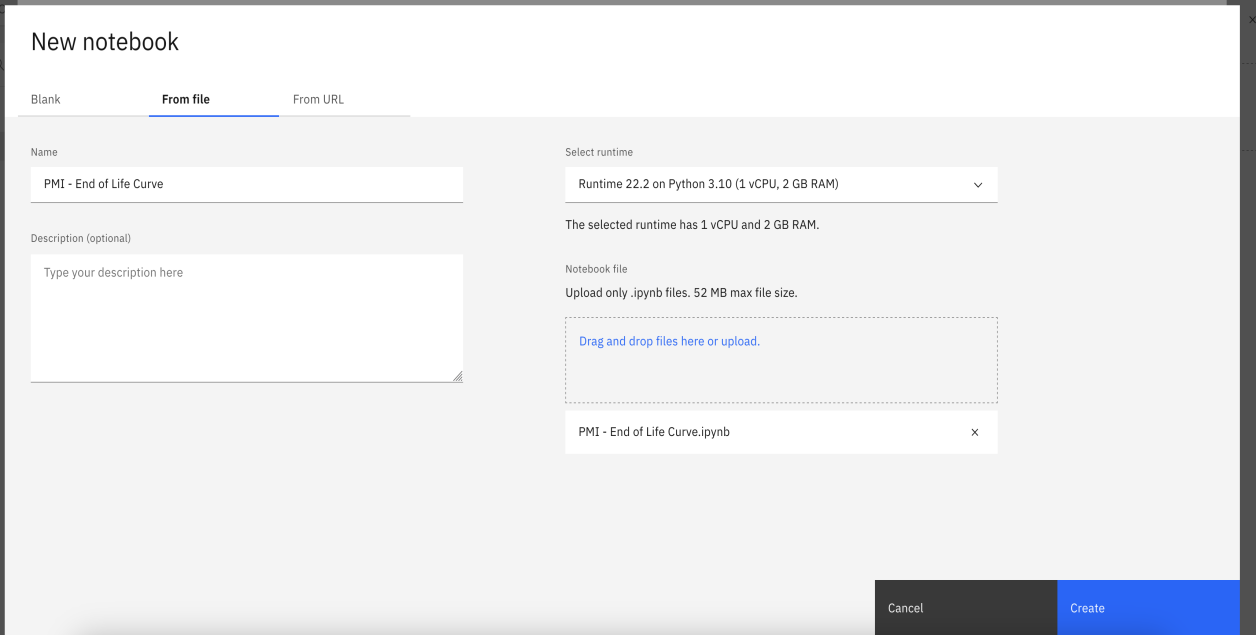 New notebook
Blank
From file
From URL
Name
PMI - End of Life Curve
Description (optional)
Type your description here
Select runtime
Runtime 22.2 on Python 3.10 (1 vCPU, 2 GB RAM)
The selected runtime has 1 vCPU and 2 GB RAM.
Notebook file
Upload only .ipynb files. 52 MB max file size.
Drag and drop files here or upload.
PMI - End of Life Curve.ipynb
Cancel
Create